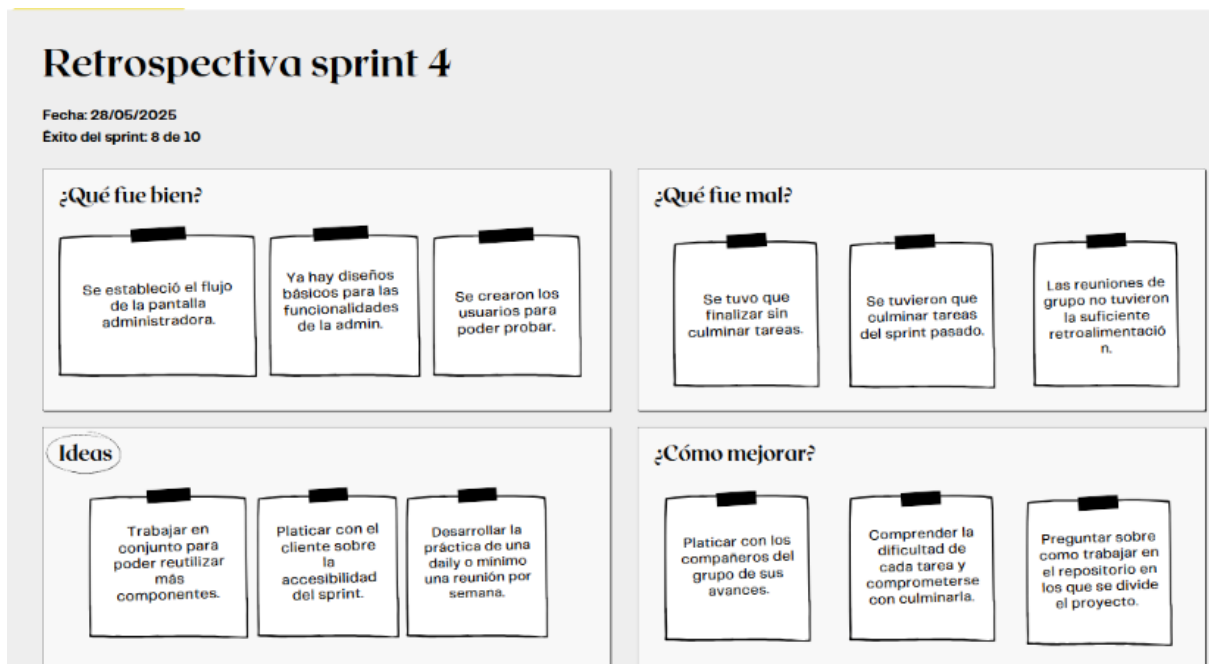 Retrospectiva sprint 4
Fecha: 28/05/2025
Éxito del sprint: 8 de 10
¿Qué fue bien?
Se estableció el flujo
de la pantalla
administradora.
Ya hay diseños
básicos para las
funcionalidades
de la admin.
Se crearon los
usuarios para
poder probar.
¿Qué fue mal?
Se tuvo que
finalizar sin
culminar tareas.
Se tuvieron que
culminar tareas
del sprint pasado.
Las reuniones de
grupo no tuvieron
la suficiente
retroalimentació
n.
Ideas
Trabajar en
conjunto para
poder reutilizar
más
componentes.
Platicar con el
cliente sobre
la
accesibilidad
del sprint.
Desarrollar la
práctica de una
daily o mínimo
una reunión por
semana.
¿Cómo mejorar?
Platicar con los
compañeros del
grupo de sus
avances.
Comprender la
dificultad de
cada tarea y
comprometerse
con culminarla.
Preguntar sobre
como trabajar en
el repositorio en
los que se divide
el proyecto.